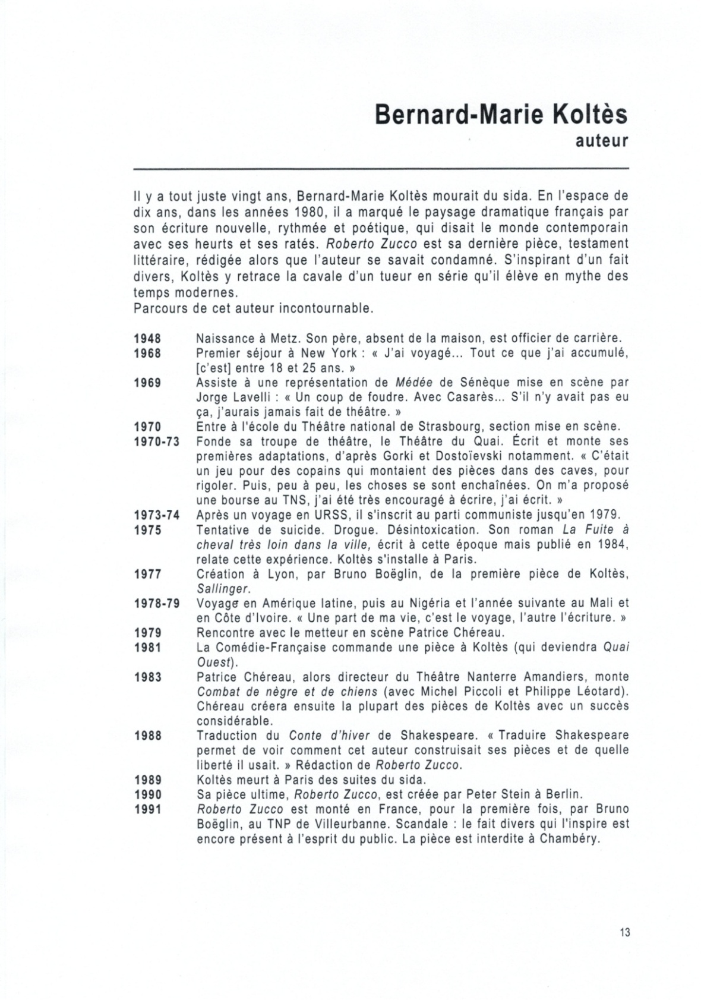 Bernard-Marie Koltès
auteur
Il y a tout juste vingt ans, Bernard-Marie Koltès mourait du sida. En l'espace de
dix ans, dans les années 1980, il a marqué le paysage dramatique français par
son écriture nouvelle, rythmée et poétique, qui disait le monde contemporain
avec ses heurts et ses ratés. Roberto Zucco est sa dernière pièce, testament
littéraire, rédigée alors que l'auteur se savait condamné. S'inspirant d'un fait
divers, Koltès y retrace la cavale d'un tueur en série qu'il élève en mythe des
temps modernes.
Parcours de cet auteur incontournable.
1948 Naissance à Metz. Son père, absent de la maison, est officier de carrière.
1968 Premier séjour à New York : « J'ai voyagé... Tout ce que j'ai accumulé,
[c'est] entre 18 et 25 ans. »
1969 Assiste à une représentation de Médée de Sénèque mise en scène par
Jorge Lavelli : « Un coup de foudre. Avec Casarès... S'il n'y avait pas eu
ça, j'aurais jamais fait de théâtre. »
1970 Entre à l'école du Théâtre national de Strasbourg, section mise en scène.
1970-73 Fonde sa troupe de théâtre, le Théâtre du Quai. Écrit et monte ses
premières adaptations, d'après Gorki et Dostoïevski notamment. « C'était
un jeu pour des copains qui montaient des pièces dans des caves, pour
rigoler. Puis, peu à peu, les choses se sont enchaînées. On m'a proposé
une bourse au TNS, j'ai été très encouragé à écrire, j'ai écrit. »
1973-74 Après un voyage en URSS, il s'inscrit au parti communiste jusqu'en 1979.
1975 Tentative de suicide. Drogue. Désintoxication. Son roman La Fuite à
cheval très loin dans la ville, écrit à cette époque mais publié en 1984,
relate cette expérience. Koltès s'installe à Paris.
1977 Création à Lyon, par Bruno Boëglin, de la première pièce de Koltès,
Sallinger.
1978-79 Voyage en Amérique latine, puis au Nigéria et l'année suivante au Mali et
en Côte d'Ivoire. « Une part de ma vie, c'est le voyage, l'autre l'écriture. »
1979 Rencontre avec le metteur en scène Patrice Chéreau.
1981 La Comédie-Française commande une pièce à Koltès (qui deviendra Quai
Ouest).
1983 Patrice Chéreau, alors directeur du Théâtre Nanterre Amandiers, monte
Combat de nègre et de chiens (avec Michel Piccoli et Philippe Léotard).
Chéreau créera ensuite la plupart des pièces de Koltès avec un succès
considérable.
1988 Traduction du Conte d'hiver de Shakespeare. « Traduire Shakespeare
permet de voir comment cet auteur construisait ses pièces et de quelle
liberté il usait. » Rédaction de Roberto Zucco.
1989 Koltès meurt à Paris des suites du sida.
1990 Sa pièce ultime, Roberto Zucco, est créée par Peter Stein à Berlin.
1991 Roberto Zucco est monté en France, pour la première fois, par Bruno
Boëglin, au TNP de Villeurbanne. Scandale : le fait divers qui l'inspire est
encore présent à l'esprit du public. La pièce est interdite à Chambéry.
13